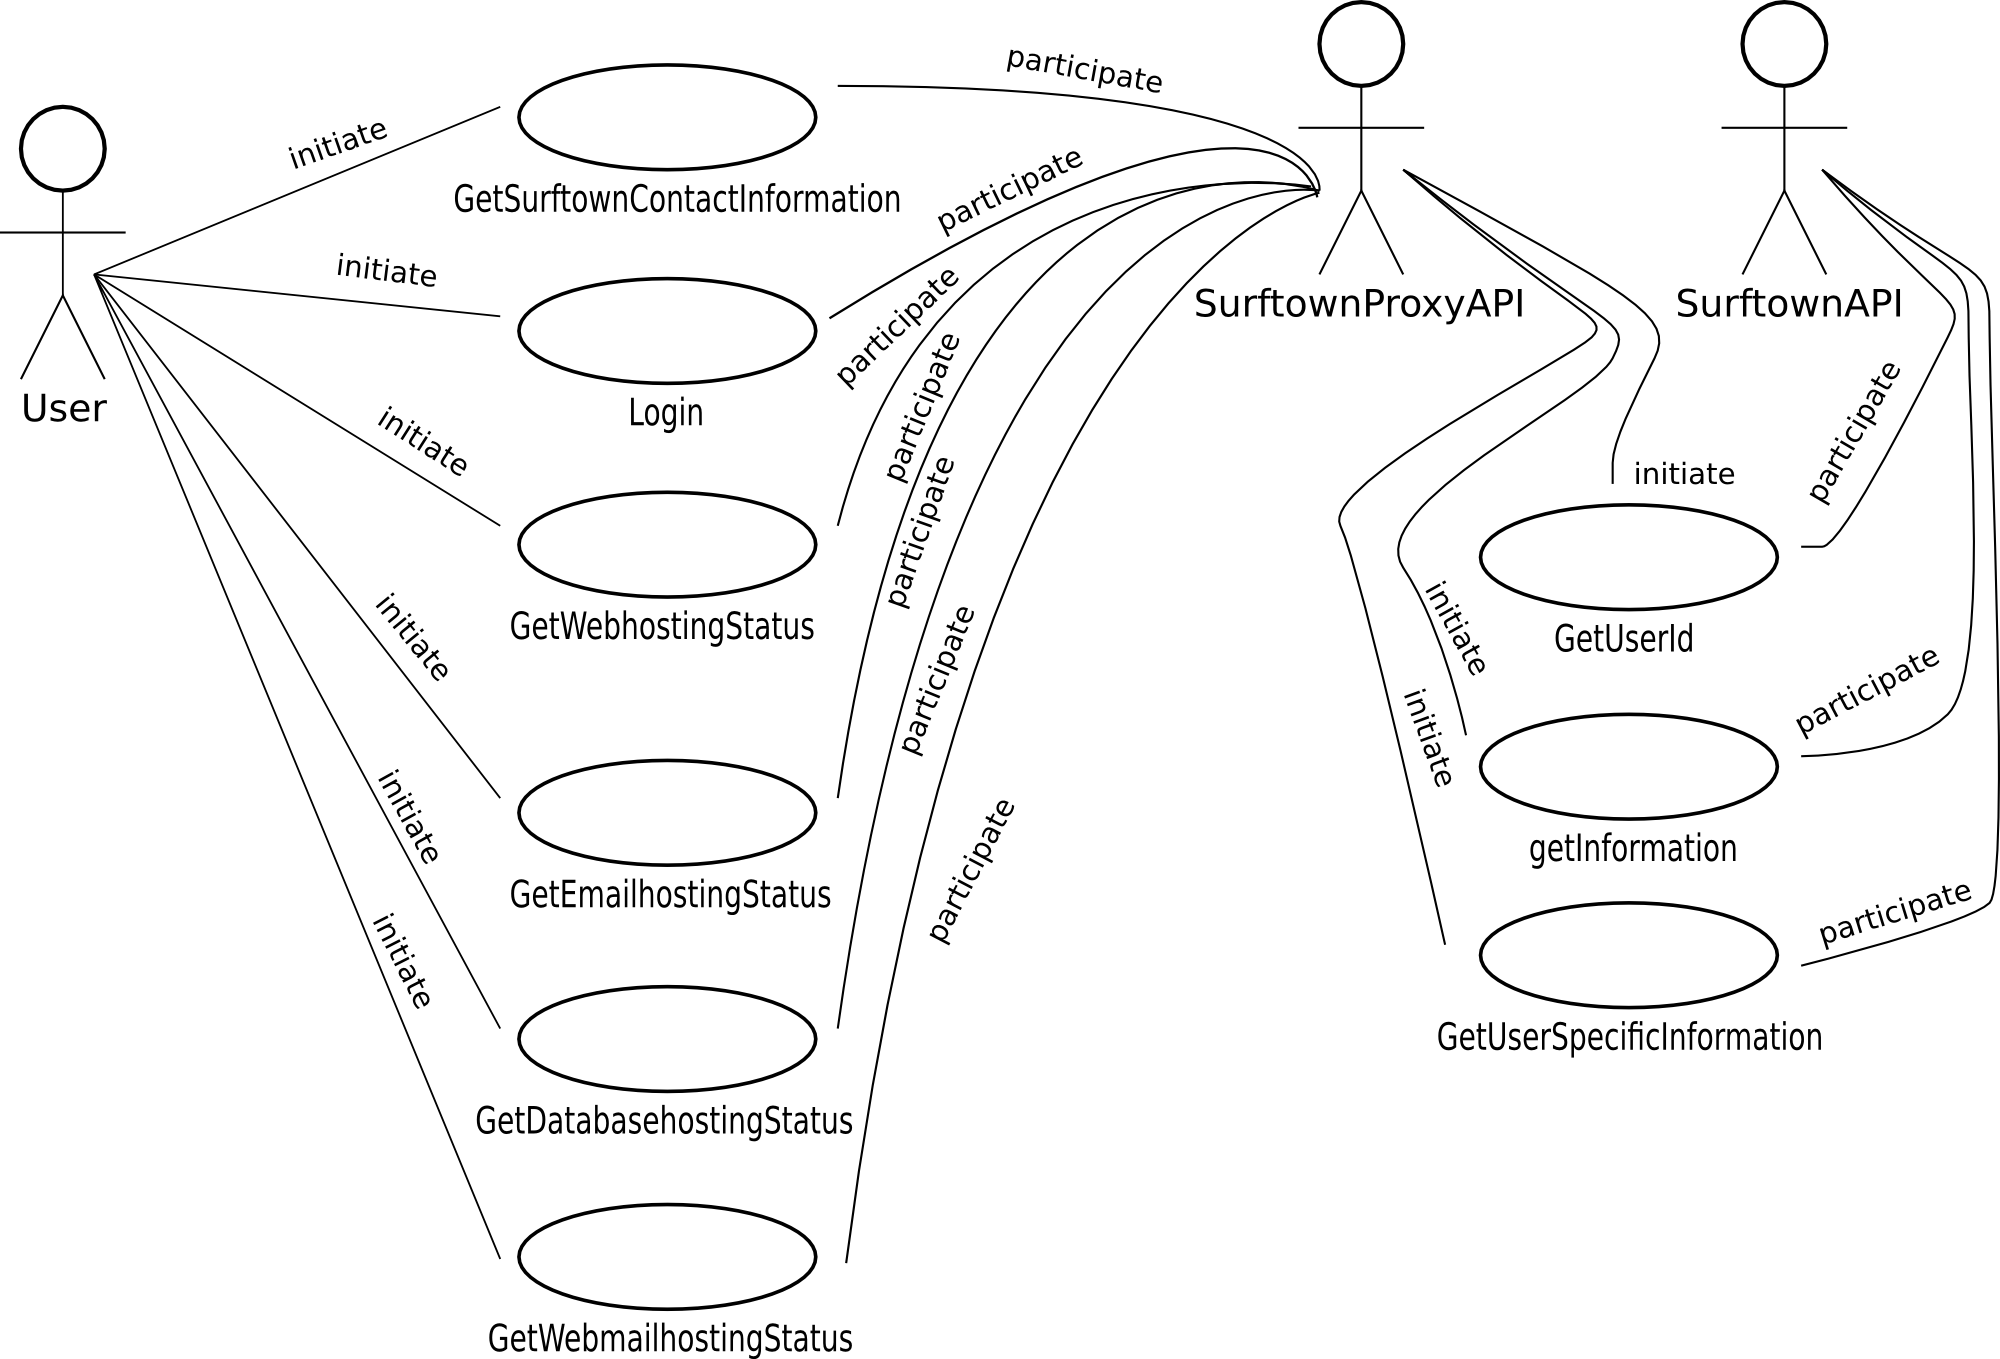 participate
initiate
GetSurftownContactInformation
participate
initiate
SurftownProxyAPI
SurftownAPI
participate
User
Login
participate
participate
initiate
initiate
participate
participate
GetWebhostingStatus
initiate
GetUserId
initiate
participate
participate
initiate
getInformation
initiate
GetEmailhostingStatus
participate
participate
initiate
GetUserSpecificInformation
GetDatabasehostingStatus
GetWebmailhostingStatus